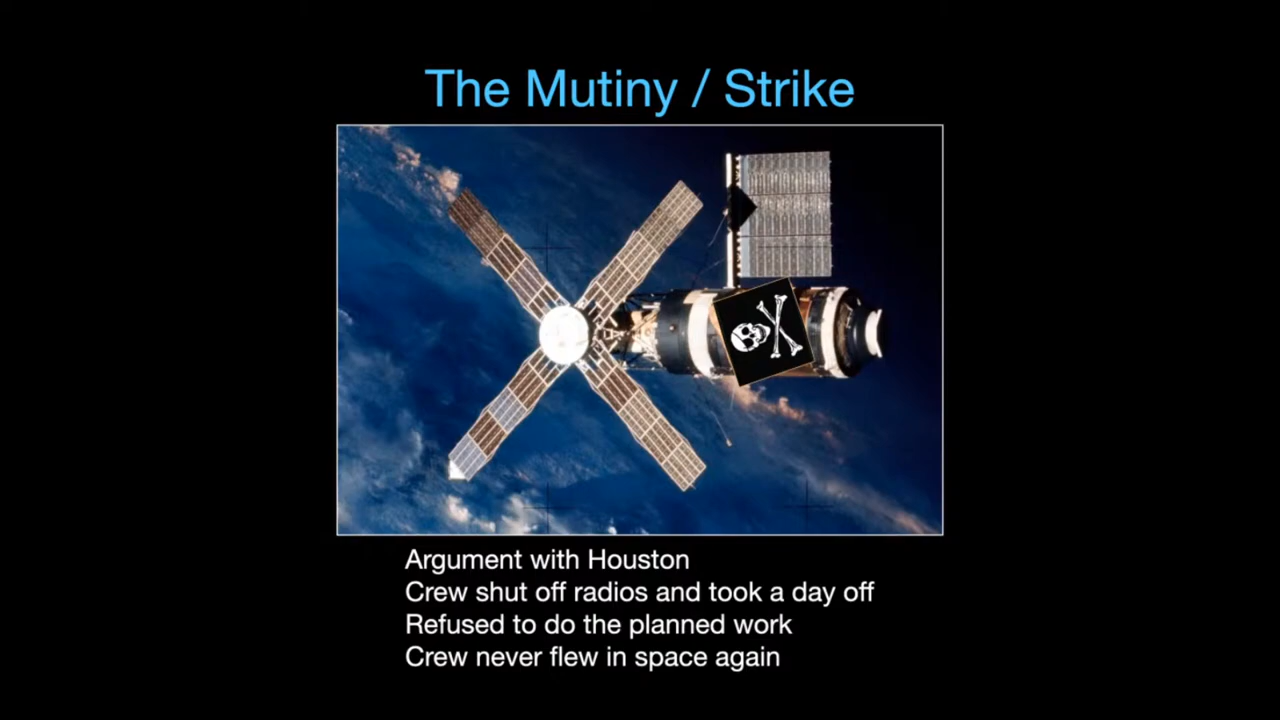 The Mutiny / Strike
Argument with Houston
Crew shut off radios and took a day off
Refused to do the planned work
Crew never flew in space again